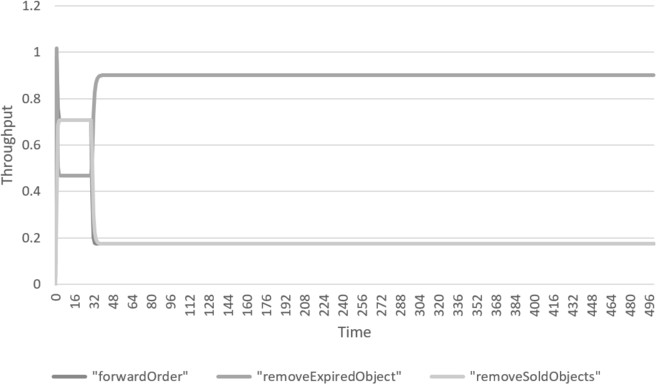 1.2
1
0.8
0.6
0.4
0.2
0
Throughput
0 16 32 48 64 80 96 112 128 144 160 176 192 208 224 240 256 272 288 304 320 336 352 368 384 400 416 432 448 464 480 496
Time
"forwardOrder" "removeExpiredObject" "removeSoldObjects"